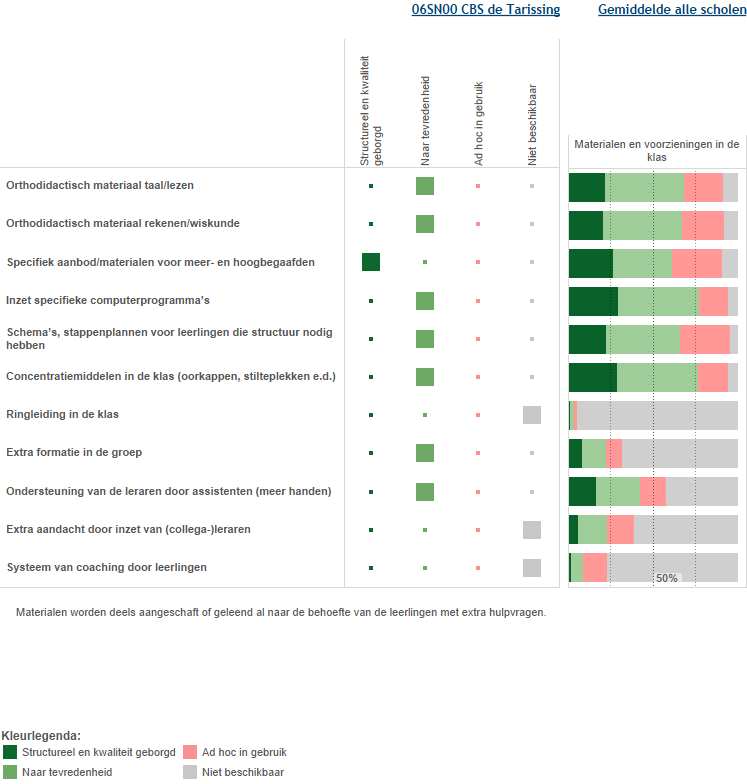 06SN00 CBS de Tarissing
Gemiddelde alle scholen
Structureel en kwaliteit
geborgd
Naar tevredenheid
Ad hoc in gebruik
Niet beschikbaar
Materialen en voorzieningen in de
klas
Orthodidactisch materiaal taal/lezen
Orthodidactisch materiaal rekenen/wiskunde
Specifiek aanbod/materialen voor meer- en hoogbegaafden
Inzet specifieke computerprogramma's
Schema's, stappenplannen voor leerlingen die structuur nodig
hebben
Concentratiemiddelen in de klas (oorkappen, stilteplekken e.d.)
Ringleiding in de klas
Extra formatie in de groep
Ondersteuning van de leraren door assistenten (meer handen)
Extra aandacht door inzet van (collega-)leraren
Systeem van coaching door leerlingen
50%
Materialen worden deels aangeschaft of geleend al naar de behoefte van de leerlingen met extra hulpvragen.
Kleurlegenda:
Structureel en kwaliteit geborgd
Ad hoc in gebruik
Naar tevredenheid
Niet beschikbaar